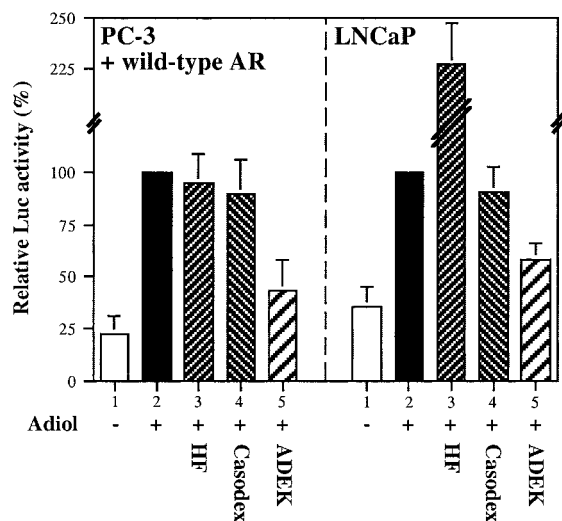 PC-3
+ wild-type AR
LNCaP
Relative Luc activity (%)
250
225
100
75
50
25
0
1 2 3 4 5 1 2 3 4 5
Adiol - + + + + - + + + +
HF Casodex ADEK HF Casodex ADEK